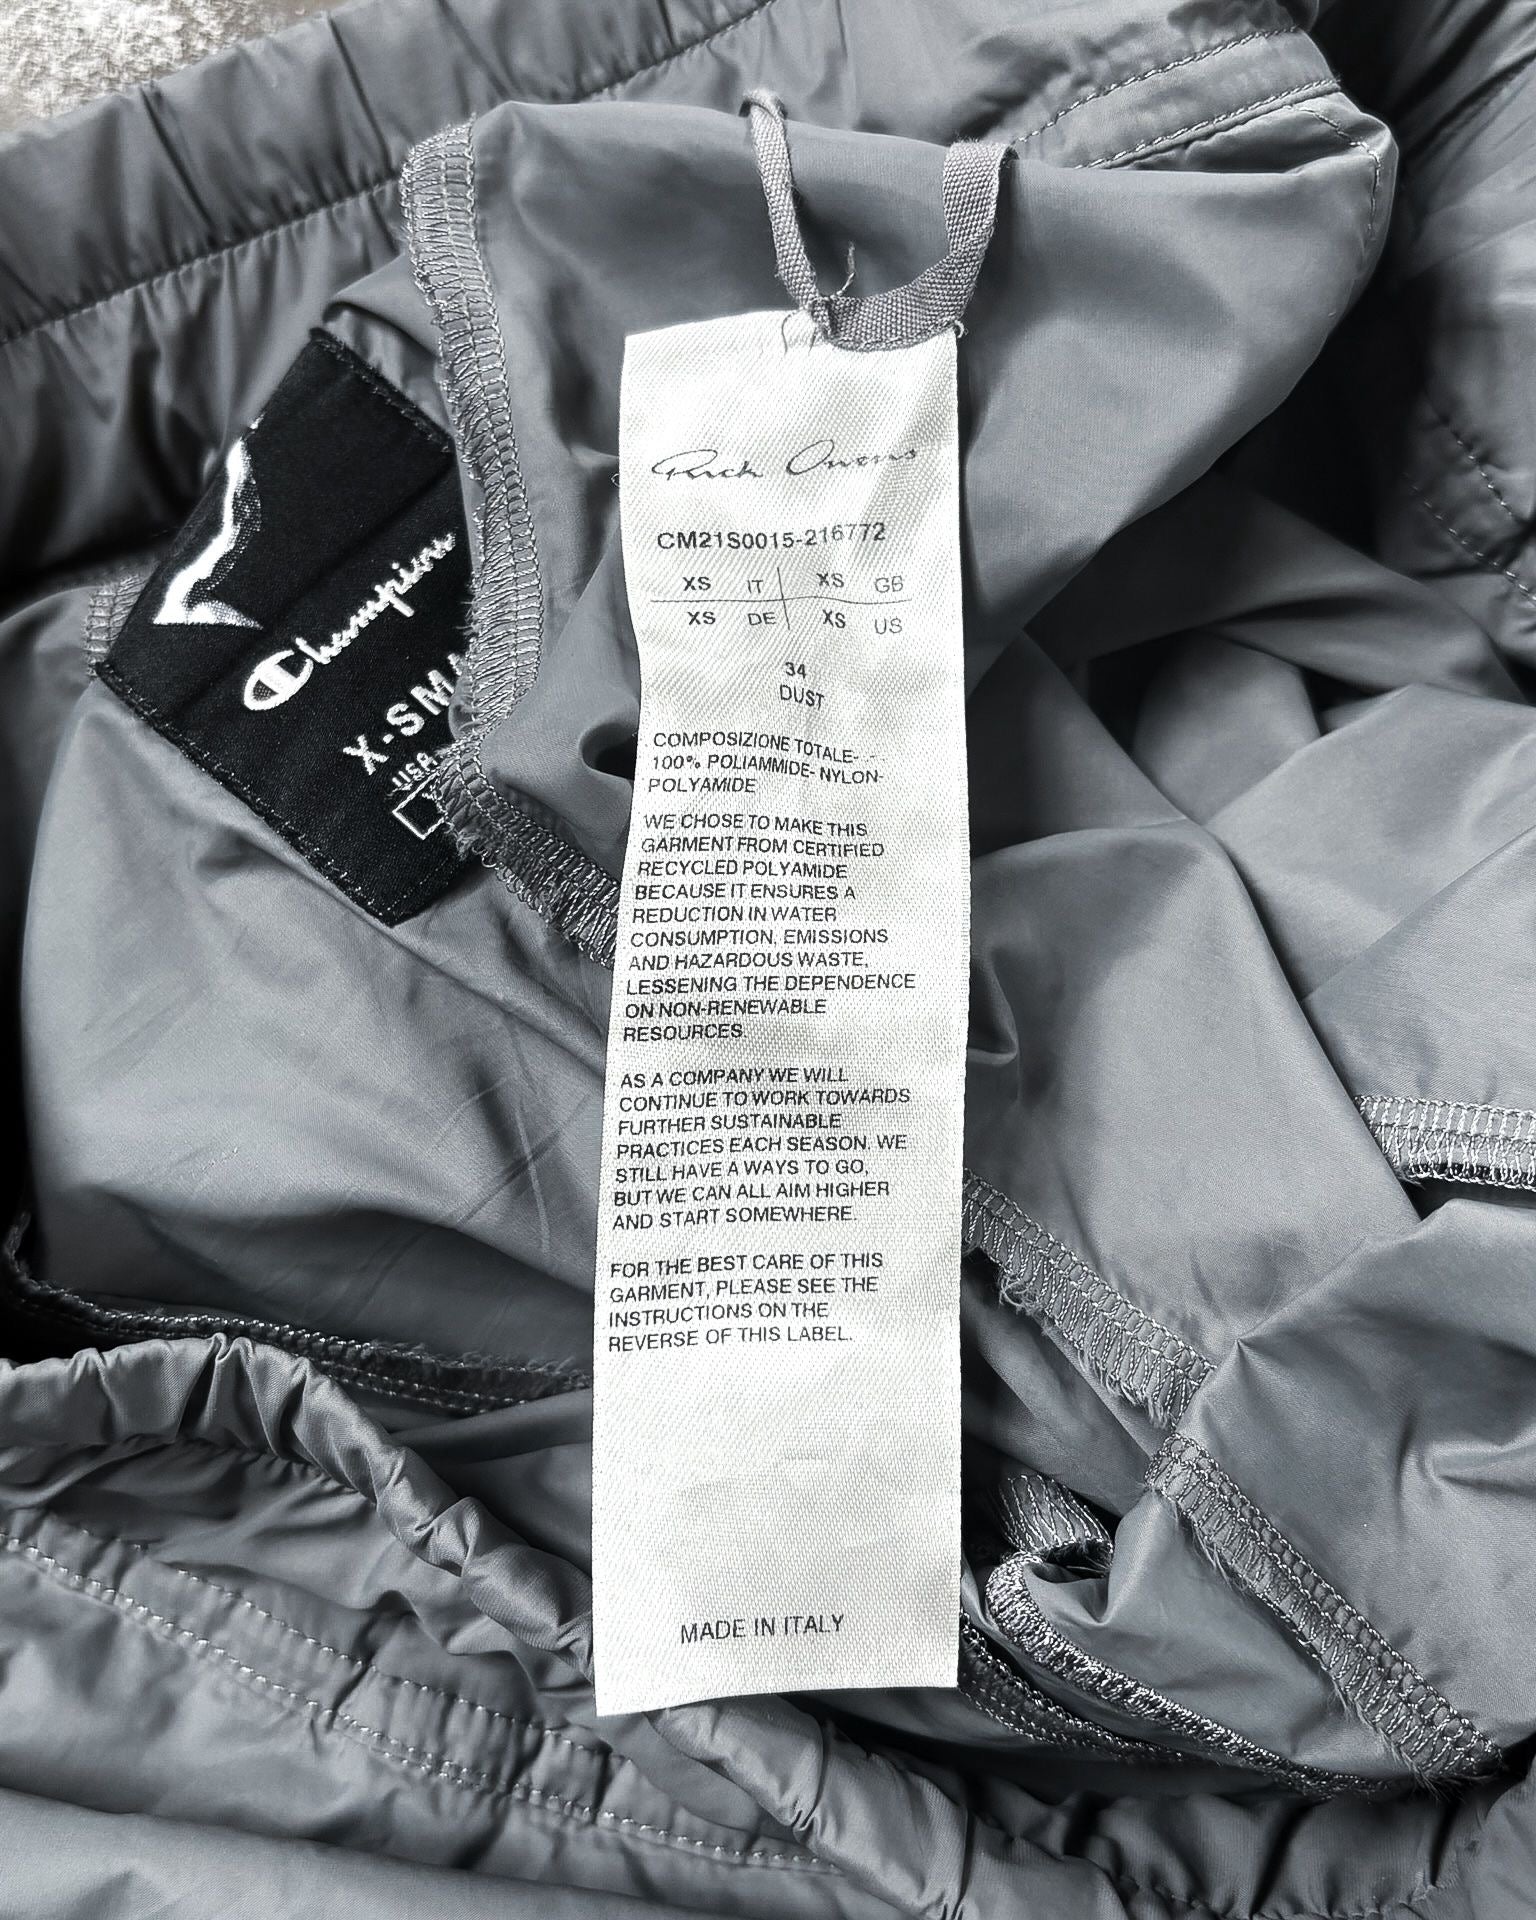 Champion
X-SMA
USA
Rick Owens
CM21S0015-216772
XS IT XS GB
XS DE XS US
34
DUST
COMPOSIZIONE TOTALE- - -
100% POLIAMMIDE- NYLON-
POLYAMIDE
WE CHOSE TO MAKE THIS
GARMENT FROM CERTIFIED
RECYCLED POLYAMIDE
BECAUSE IT ENSURES A
REDUCTION IN WATER
CONSUMPTION, EMISSIONS
AND HAZARDOUS WASTE,
LESSENING THE DEPENDENCE
ON NON-RENEWABLE
RESOURCES.
AS A COMPANY WE WILL
CONTINUE TO WORK TOWARDS
FURTHER SUSTAINABLE
PRACTICES EACH SEASON. WE
STILL HAVE A WAYS TO GO,
BUT WE CAN ALL AIM HIGHER
AND START SOMEWHERE.
FOR THE BEST CARE OF THIS
GARMENT, PLEASE SEE THE
INSTRUCTIONS ON THE
REVERSE OF THIS LABEL.
MADE IN ITALY